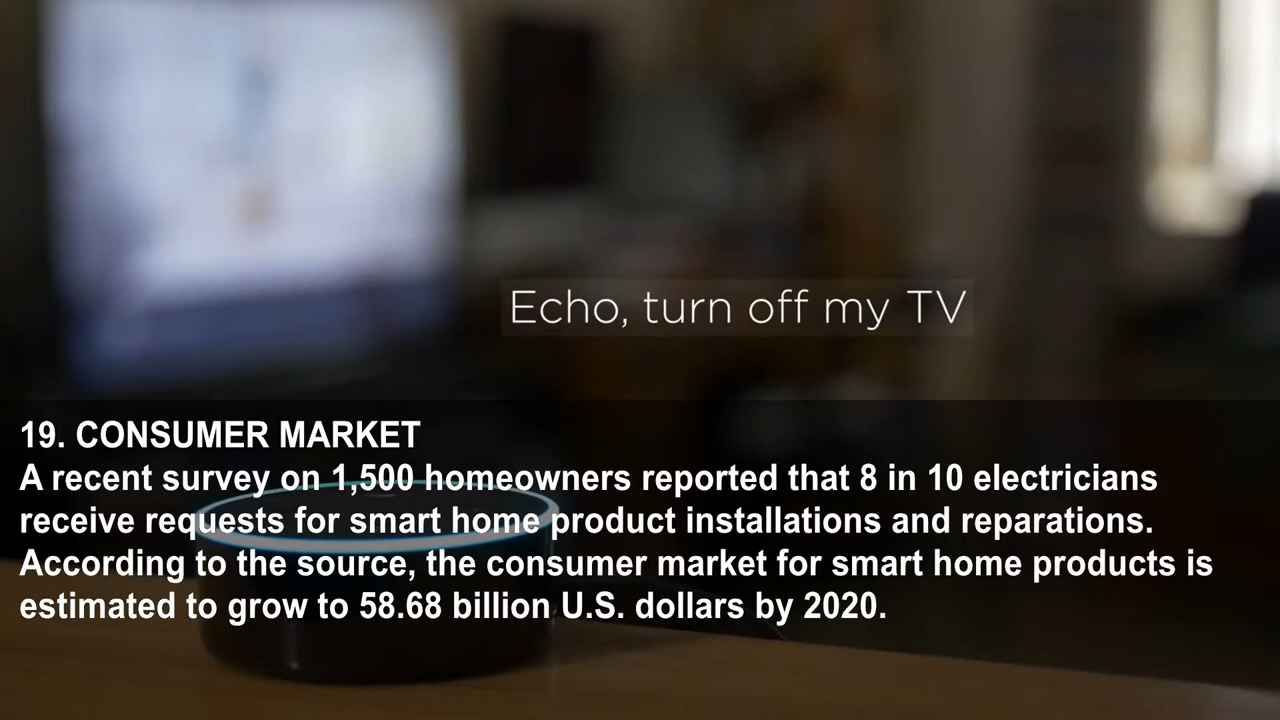 Echo, turn off my TV
19. CONSUMER MARKET
A recent survey on 1,500 homeowners reported that 8 in 10 electricians
receive requests for smart home product installations and reparations.
According to the source, the consumer market for smart home products is
estimated to grow to 58.68 billion U.S. dollars by 2020.